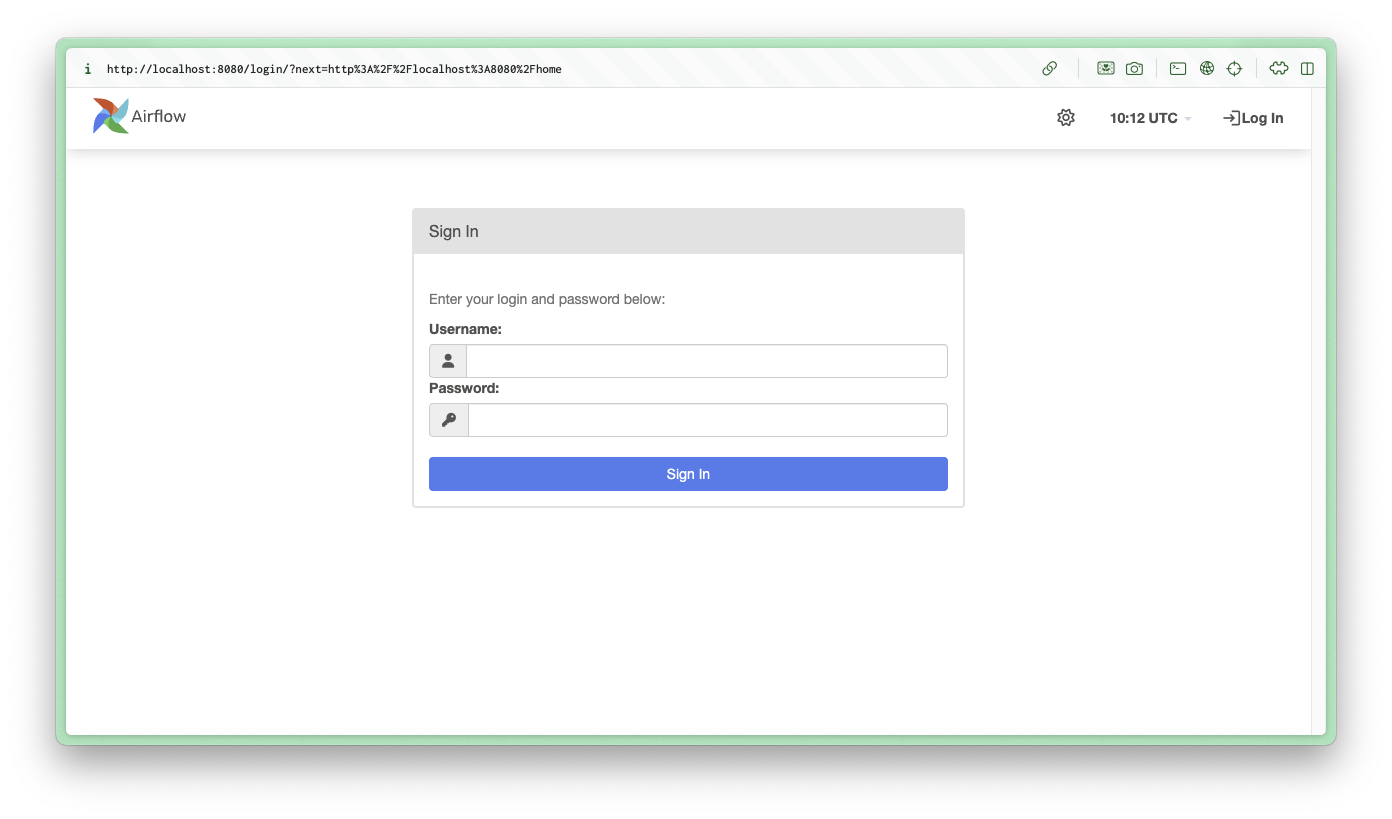 i http://localhost:8080/login/?next=http%3A%2F%2Flocalhost%3A8080%2Fhome
Airflow 10:12 UTC Log In
Sign In
Enter your login and password below:
Username:
Password:
Sign In